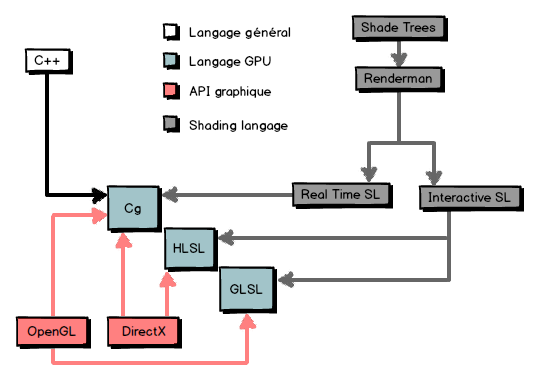 Shade Trees
Langage général
C++
Langage GPU
Renderman
API graphique
Shading langage
Real Time SL
Interactive SL
Cg
HLSL
GLSL
OpenGL
DirectX